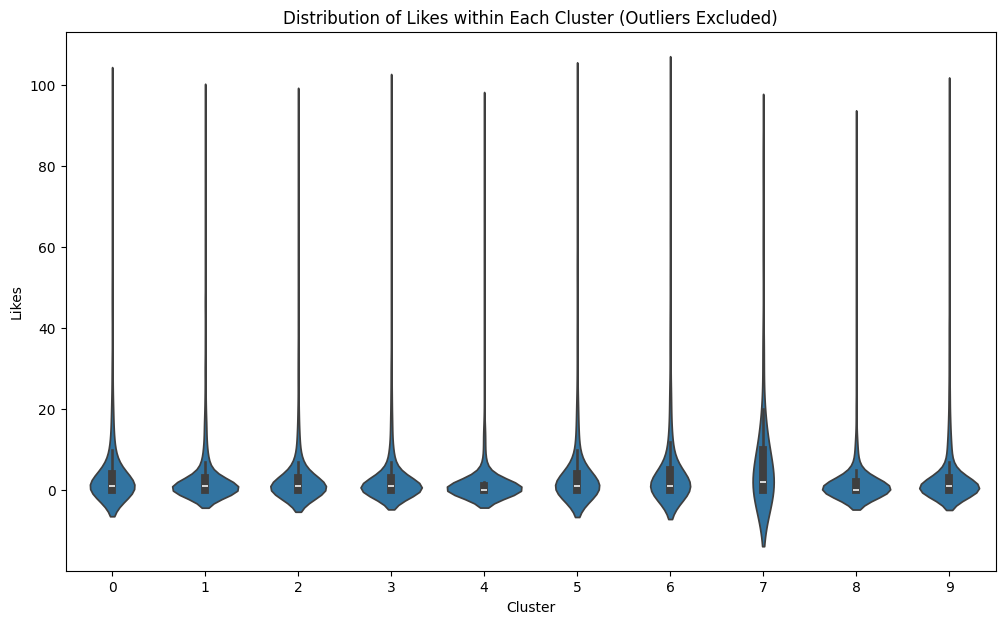 Distribution of Likes within Each Cluster (Outliers Excluded)
100
80
60
40
20
0
Likes
0 1 2 3 4 5 6 7 8 9
Cluster